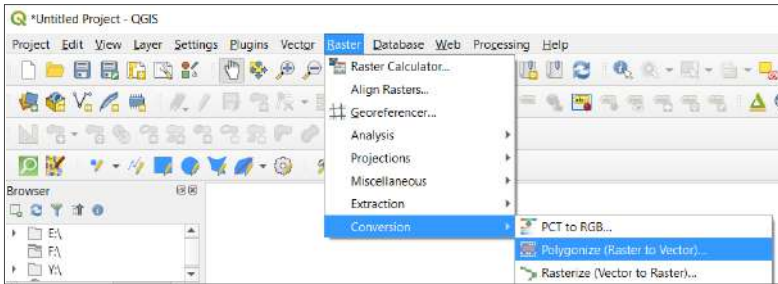 *Untitled Project - QGIS
Project Edit View Layer Settings Plugins Vector Raster Database Web Processing Help
Raster Calculator...
Align Rasters...
Georeferencer...
Analysis
Projections
Miscellaneous
Extraction
Conversion
PCT to RGB...
Polygonize (Raster to Vector)...
Rasterize (Vector to Raster)...
Browser
E:\
F:\
Y:\